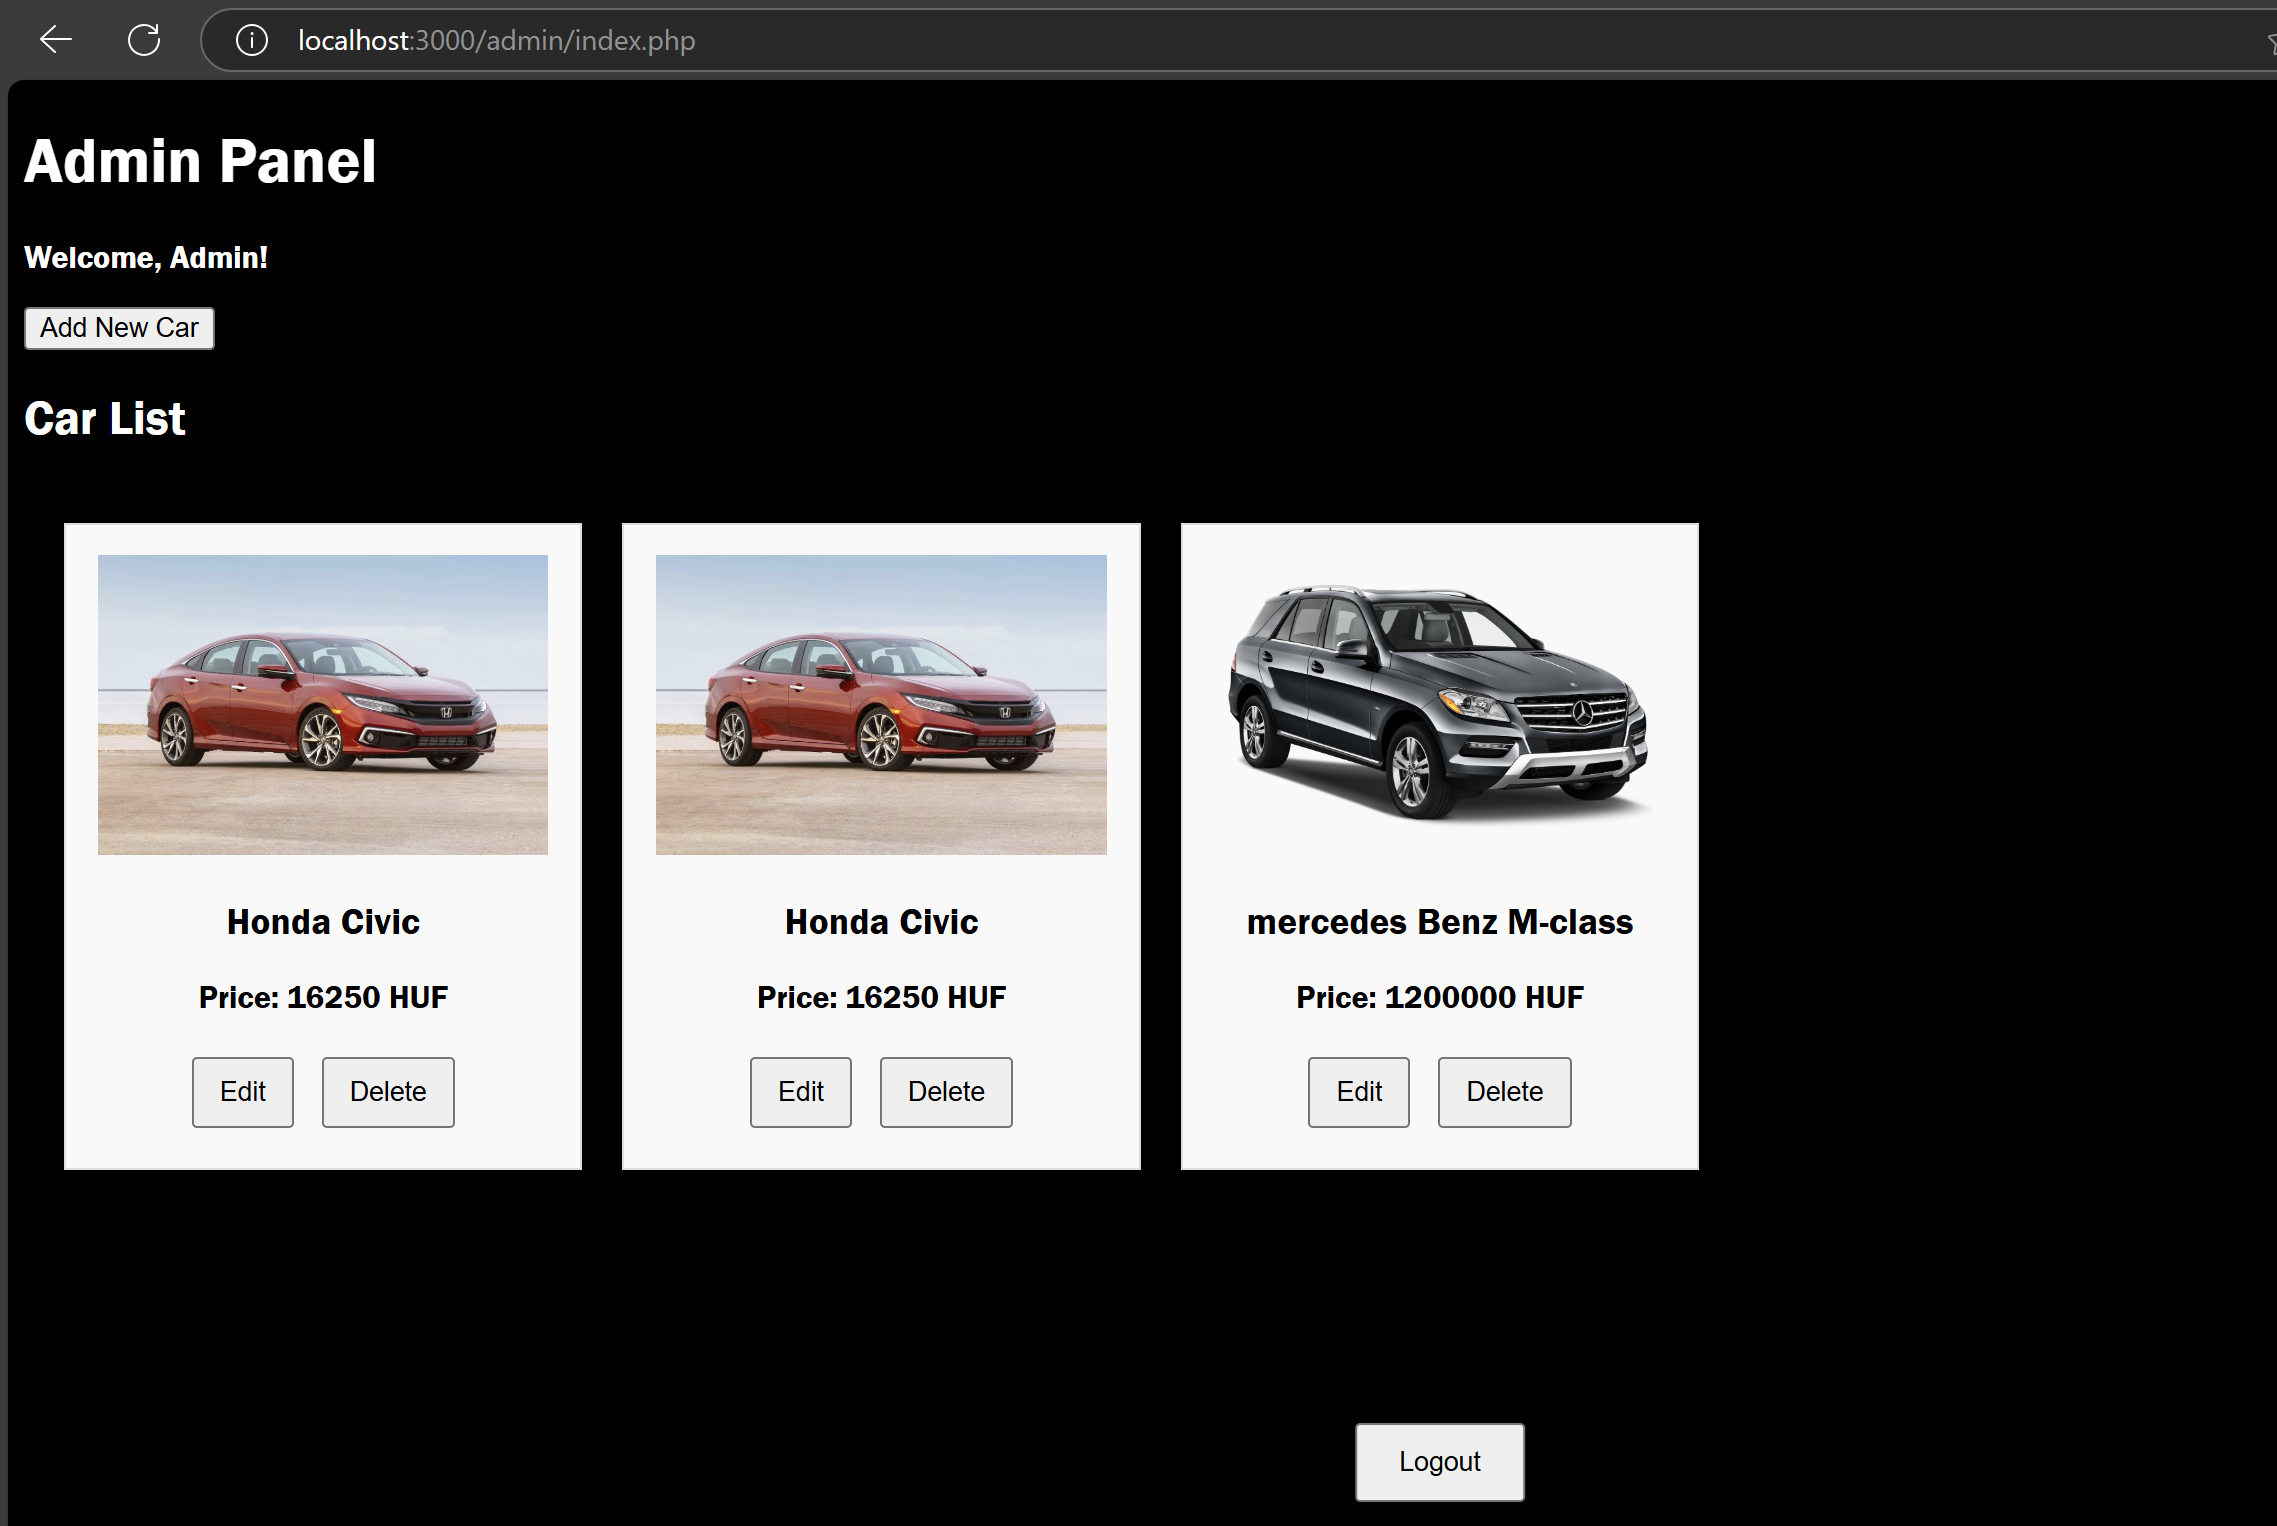 localhost:3000/admin/index.php
Admin Panel
Welcome, Admin!
Add New Car
Car List
Honda Civic
Price: 16250 HUF
Edit
Delete
Honda Civic
Price: 16250 HUF
Edit
Delete
mercedes Benz M-class
Price: 1200000 HUF
Edit
Delete
Logout